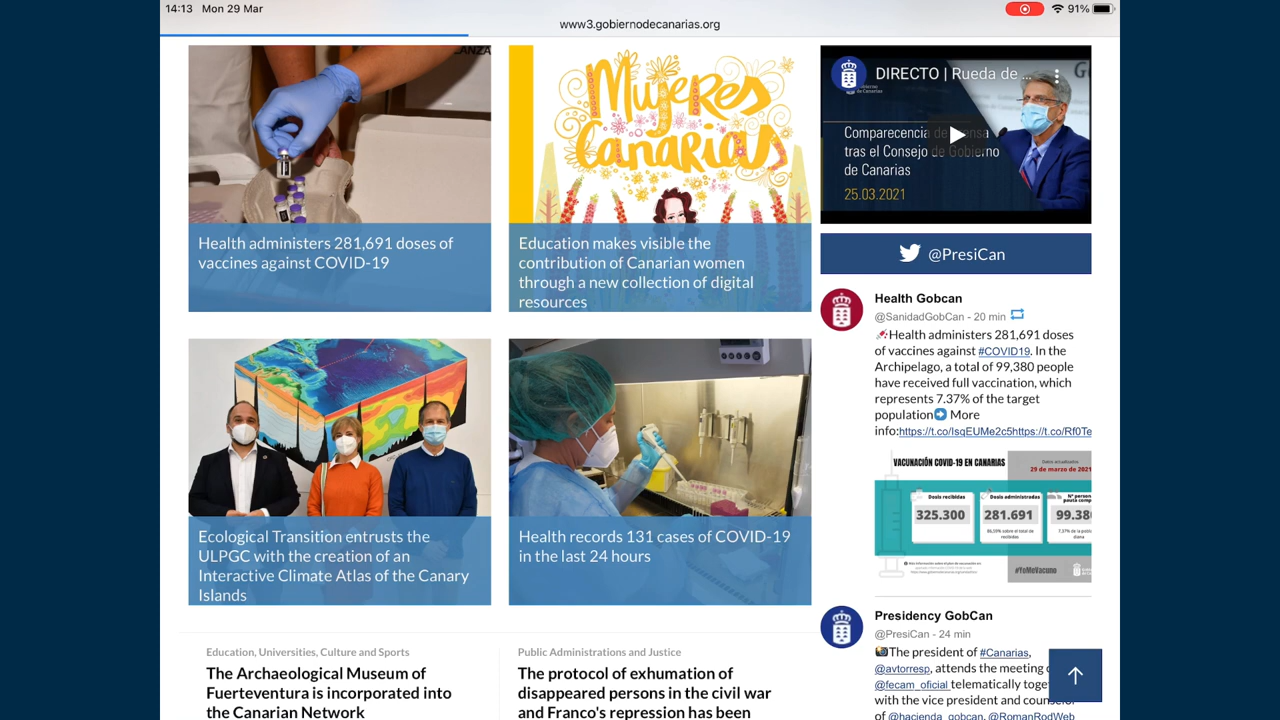 14:13 Mon 29 Mar
91%
www3.gobiernodecanarias.org
Mujeres
Canarias
DIRECTO | Rueda de ...
Comparecencia de
tras el Consejo de Gobierno
de Canarias
25.03.2021
Health administers 281,691 doses of
vaccines against COVID-19
Education makes visible the
contribution of Canarian women
through a new collection of digital
resources
@PresiCan
Health Gobcan
@SanidadGobCan - 20 min
Health administers 281,691 doses
of vaccines against #COVID19. In the
Archipelago, a total of 99,380 people
have received full vaccination, which
represents 7.37% of the target
population More
info:https://t.co/IsqEUMe2c5https://t.co/Rf0Te
VACUNACIÓN COVID-19 EN CANARIAS
Datos actualizados
29 de marzo de 2021
Dosis recibidas
Dosis administradas
325.300
281.691
99.380
#YoMeVacuno
Ecological Transition entrusts the
ULPGC with the creation of an
Interactive Climate Atlas of the Canary
Islands
Health records 131 cases of COVID-19
in the last 24 hours
Presidency GobCan
@PresiCan - 24 min
The president of #Canarias,
@avtorresp, attends the meeting
@fecam_oficial telematically
with the vice president and
of @hacienda_gobcan, @RomanRodWeb
Education, Universities, Culture and Sports
The Archaeological Museum of
Fuerteventura is incorporated into
the Canarian Network
Public Administrations and Justice
The protocol of exhumation of
disappeared persons in the civil war
and Franco's repression has been